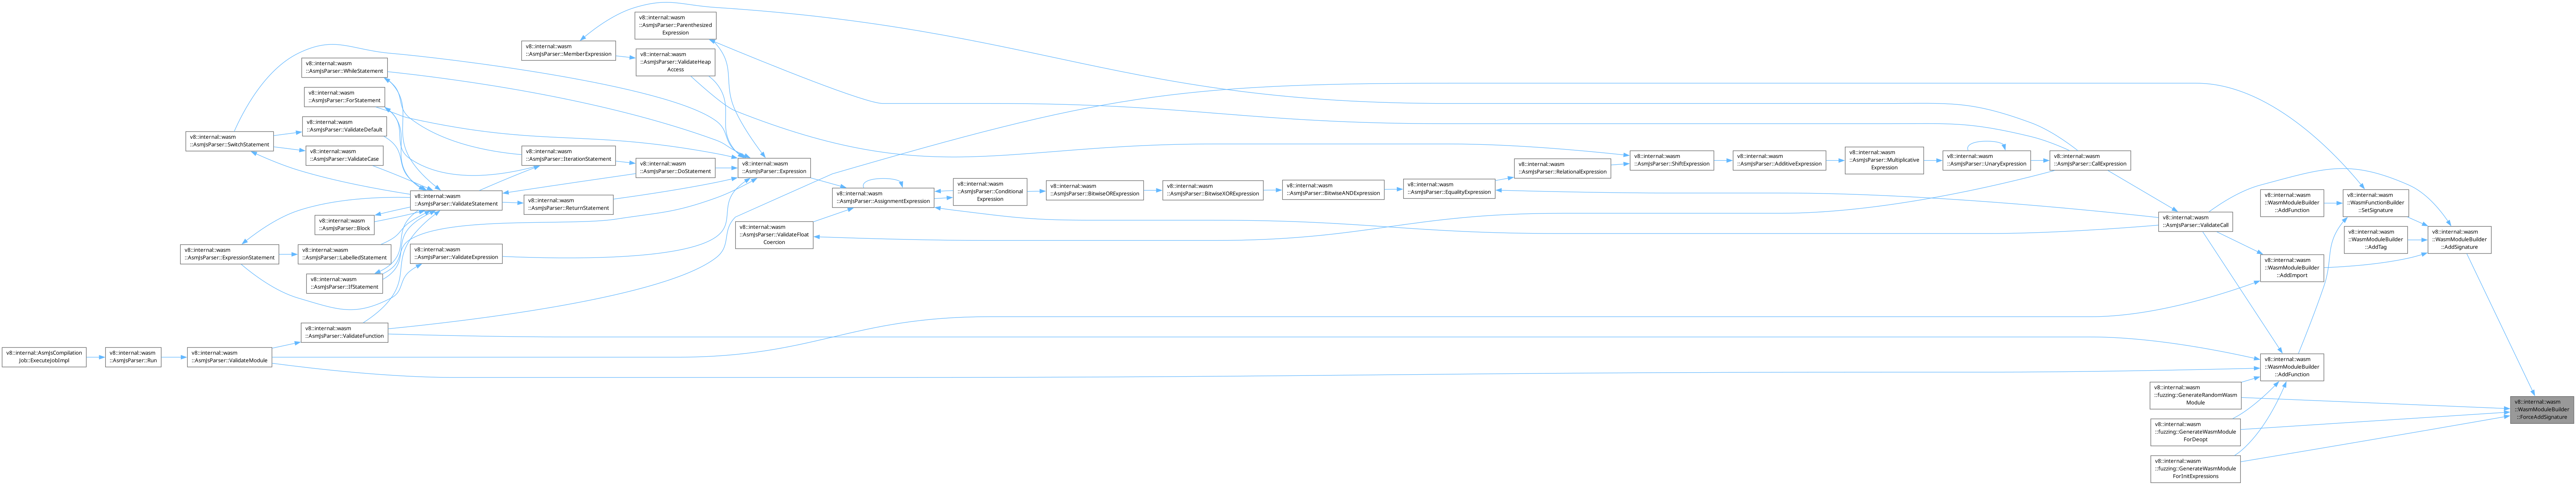 v8::internal::AsmJsCompilation
Job::ExecuteJobImpl
v8::internal::wasm
::AsmJsParser::Run
v8::internal::wasm
::AsmJsParser::ValidateModule
v8::internal::wasm
::AsmJsParser::SwitchStatement
v8::internal::wasm
::AsmJsParser::ExpressionStatement
v8::internal::wasm
::AsmJsParser::WhileStatement
v8::internal::wasm
::AsmJsParser::ForStatement
v8::internal::wasm
::AsmJsParser::ValidateDefault
v8::internal::wasm
::AsmJsParser::ValidateCase
v8::internal::wasm
::AsmJsParser::Block
v8::internal::wasm
::AsmJsParser::LabelledStatement
v8::internal::wasm
::AsmJsParser::IfStatement
v8::internal::wasm
::AsmJsParser::ValidateFunction
v8::internal::wasm
::AsmJsParser::ValidateStatement
v8::internal::wasm
::AsmJsParser::ValidateExpression
v8::internal::wasm
::AsmJsParser::MemberExpression
v8::internal::wasm
::AsmJsParser::IterationStatement
v8::internal::wasm
::AsmJsParser::ReturnStatement
v8::internal::wasm
::AsmJsParser::Parenthesized
Expression
v8::internal::wasm
::AsmJsParser::ValidateHeap
Access
v8::internal::wasm
::AsmJsParser::DoStatement
v8::internal::wasm
::AsmJsParser::Expression
v8::internal::wasm
::AsmJsParser::ValidateFloat
Coercion
v8::internal::wasm
::AsmJsParser::AssignmentExpression
v8::internal::wasm
::AsmJsParser::Conditional
Expression
v8::internal::wasm
::AsmJsParser::BitwiseORExpression
v8::internal::wasm
::AsmJsParser::BitwiseXORExpression
v8::internal::wasm
::AsmJsParser::BitwiseANDExpression
v8::internal::wasm
::AsmJsParser::EqualityExpression
v8::internal::wasm
::AsmJsParser::RelationalExpression
v8::internal::wasm
::AsmJsParser::ShiftExpression
v8::internal::wasm
::AsmJsParser::AdditiveExpression
v8::internal::wasm
::AsmJsParser::Multiplicative
Expression
v8::internal::wasm
::AsmJsParser::UnaryExpression
v8::internal::wasm
::AsmJsParser::CallExpression
v8::internal::wasm
::AsmJsParser::ValidateCall
v8::internal::wasm
::WasmModuleBuilder
::AddFunction
v8::internal::wasm
::WasmFunctionBuilder
::SetSignature
v8::internal::wasm
::WasmModuleBuilder
::AddTag
v8::internal::wasm
::WasmModuleBuilder
::AddSignature
v8::internal::wasm
::WasmModuleBuilder
::AddImport
v8::internal::wasm
::WasmModuleBuilder
::AddFunction
v8::internal::wasm
::fuzzing::GenerateRandomWasm
Module
v8::internal::wasm
::fuzzing::GenerateWasmModule
ForDeopt
v8::internal::wasm
::fuzzing::GenerateWasmModule
ForInitExpressions
v8::internal::wasm
::WasmModuleBuilder
::ForceAddSignature